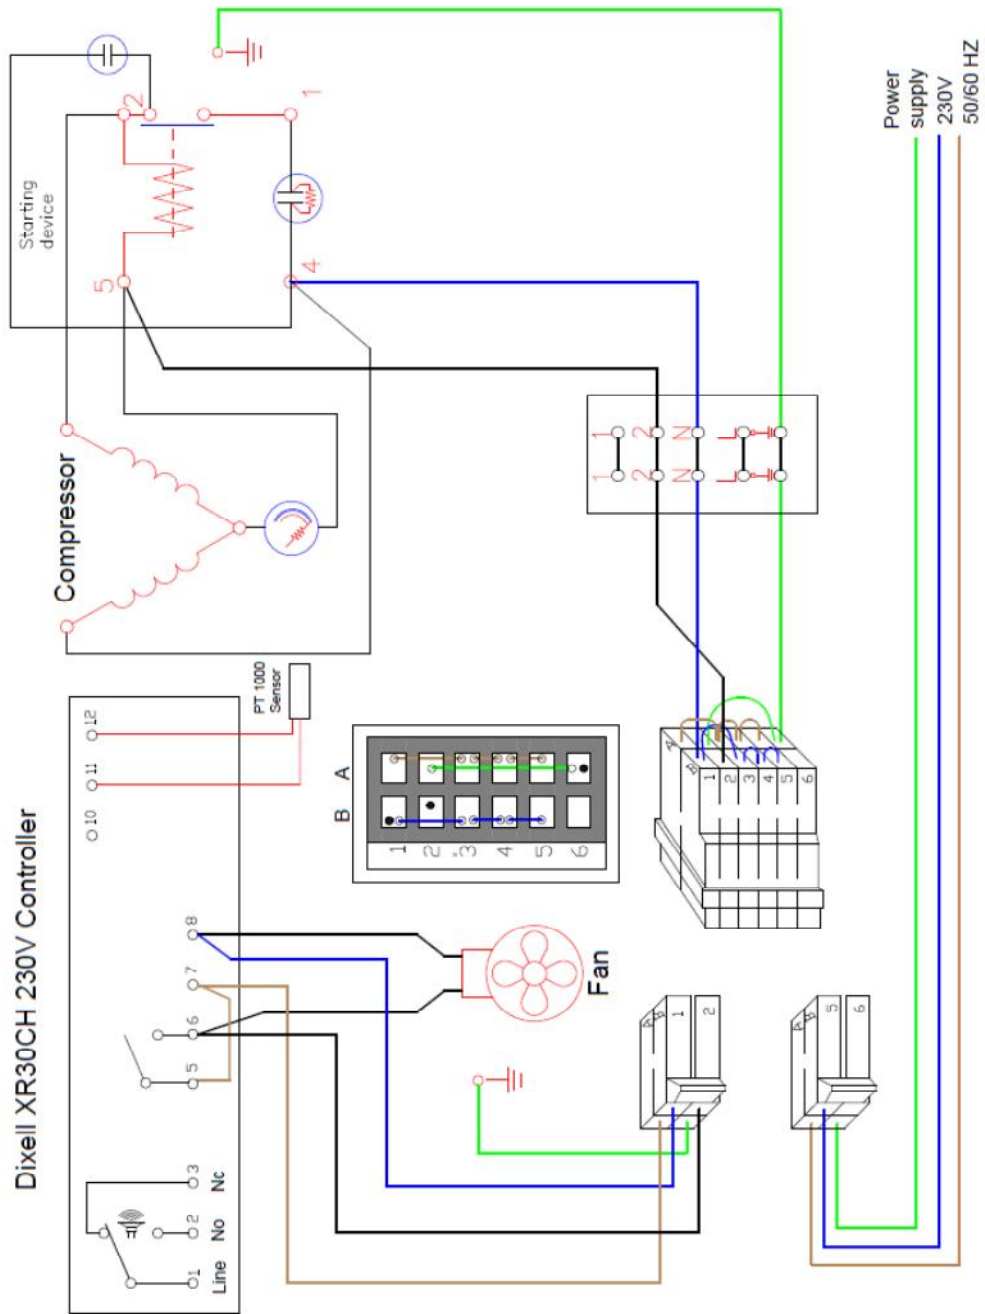 Dixell XR30CH 230V Controller
Compressor
Starting
device
Power
supply
230V
50/60 HZ
PT 1000
Sensor
Fan
Line
No
Nc
1
2
3
5
6
7
8
10
11
12
5
2
4
1
1
2
N
L
1
2
N
L
B
A
1
2
3
4
5
6
A
B
1
2
3
4
5
6
A
B
1
2
A
B
5
6